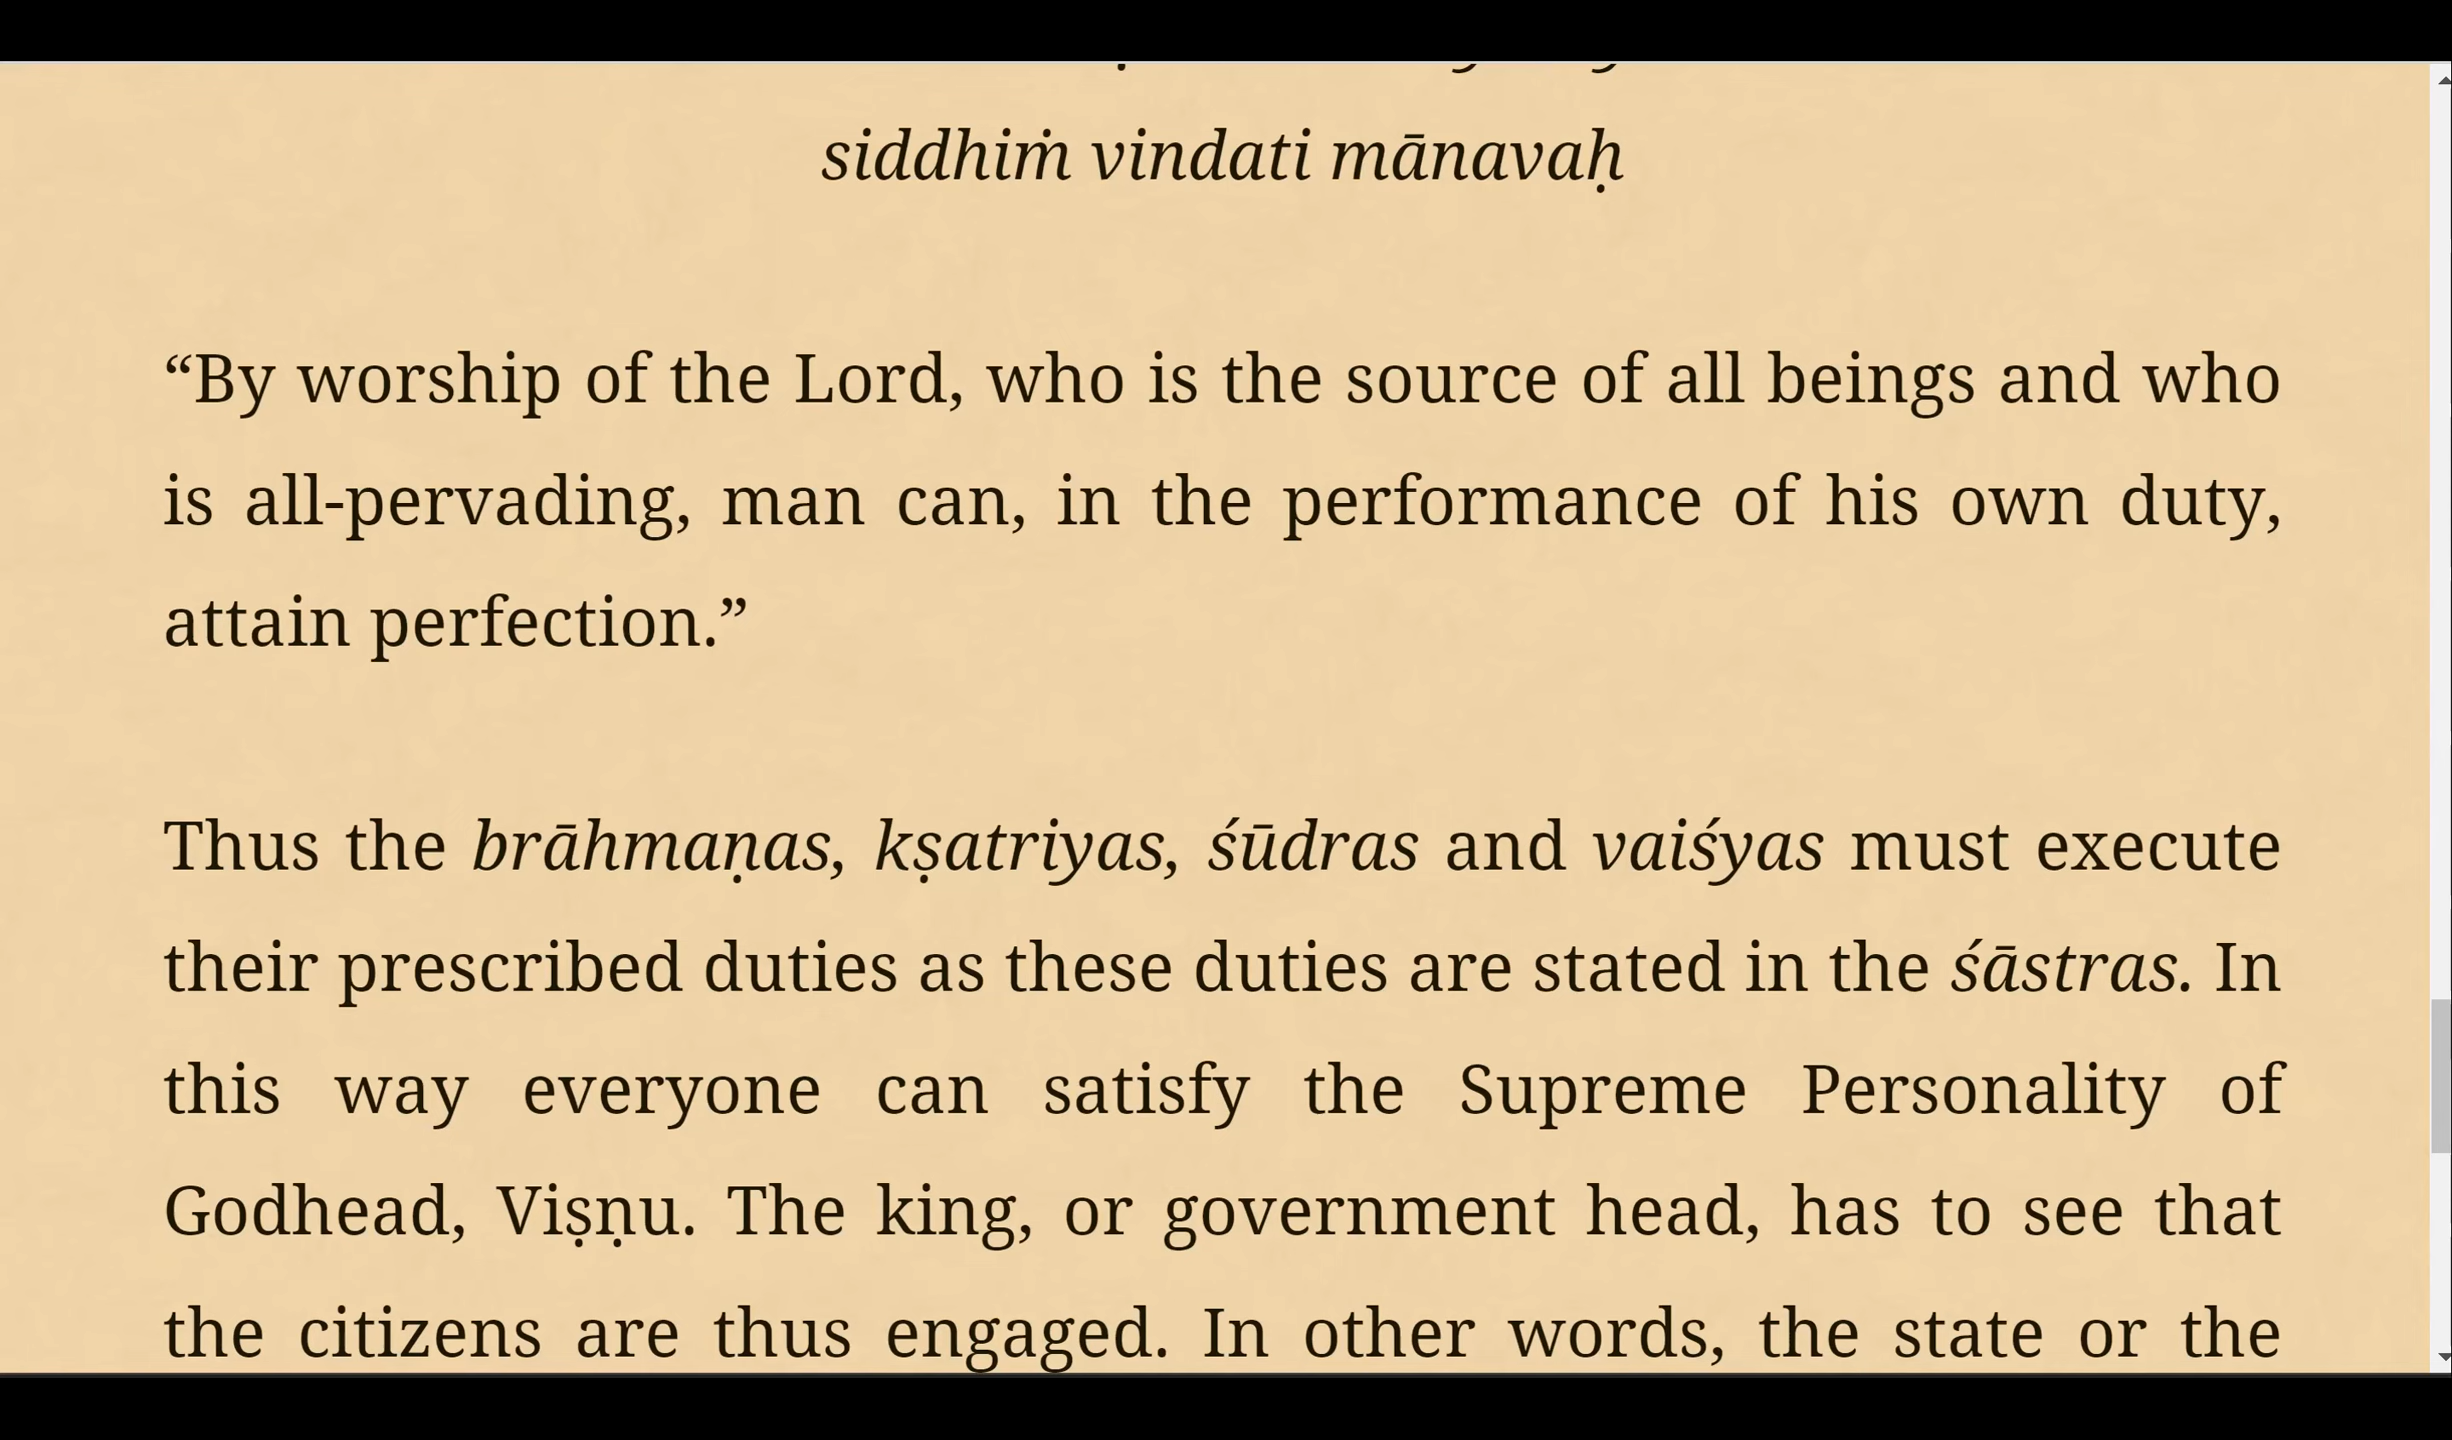 siddhiṁ vindati mānavaḥ
“By worship of the Lord, who is the source of all beings and who
is all-pervading, man can, in the performance of his own duty,
attain perfection.”
Thus the brāhmaṇas, kṣatriyas, śūdras and vaiśyas must execute
their prescribed duties as these duties are stated in the śāstras. In
this way everyone can satisfy the Supreme Personality of
Godhead, Viṣṇu. The king, or government head, has to see that
the citizens are thus engaged. In other words, the state or the